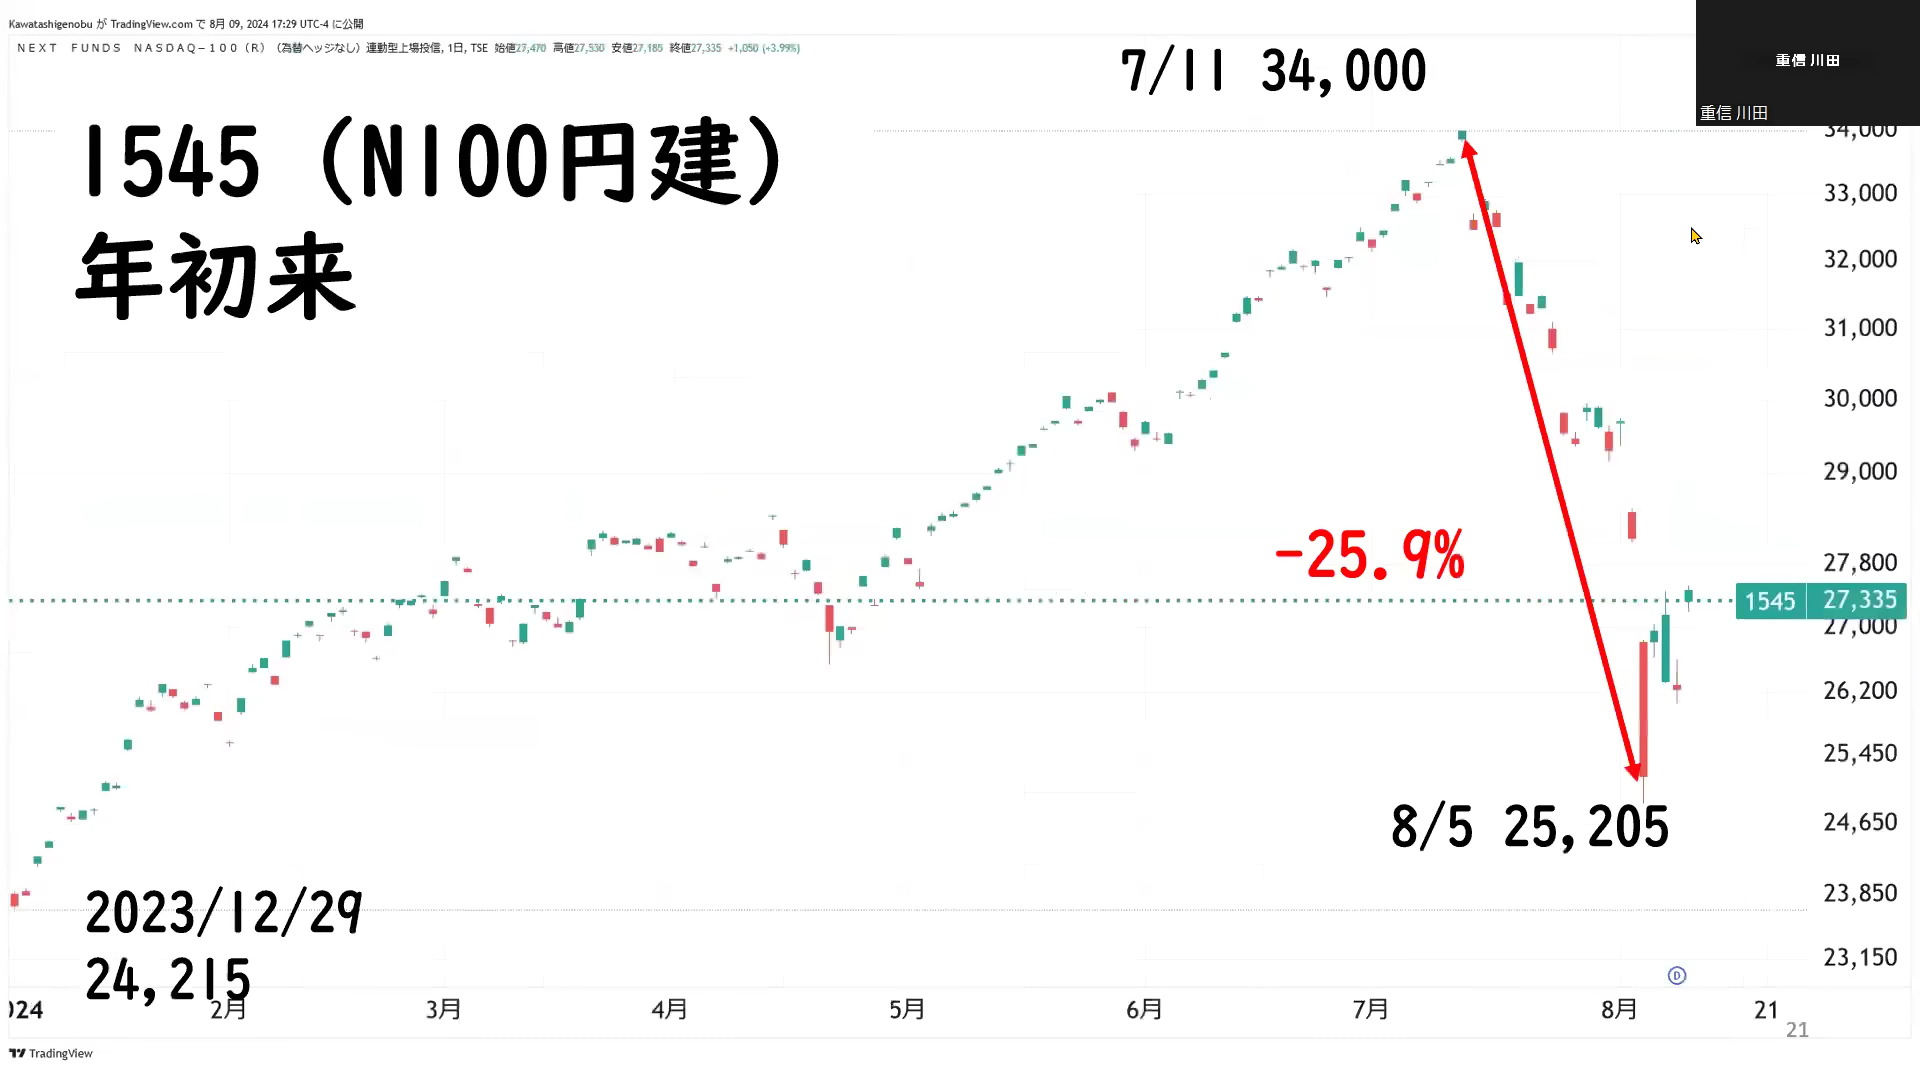 Kawatashigenobu が TradingView.com で 8月 09, 2024 17:29 UTC-4 に公開
ＮＥＸＴ　ＦＵＮＤＳ　ＮＡＳＤＡＱ－１００（Ｒ）（為替ヘッジなし）連動型上場投信, 1日, TSE 始値27,470 高値27,530 安値27,185 終値27,335 +1,050 (+3.99%)
7/11 34,000
重信 川田
重信 川田
1545（N100円建）
年初来
34,000
33,000
32,000
31,000
30,000
29,000
-25.9%
27,800
1545 27,335
27,000
26,200
25,450
8/5 25,205
24,650
23,850
2023/12/29
24,215
23,150
D
2024 2月 3月 4月 5月 6月 7月 8月 21
21
TradingView